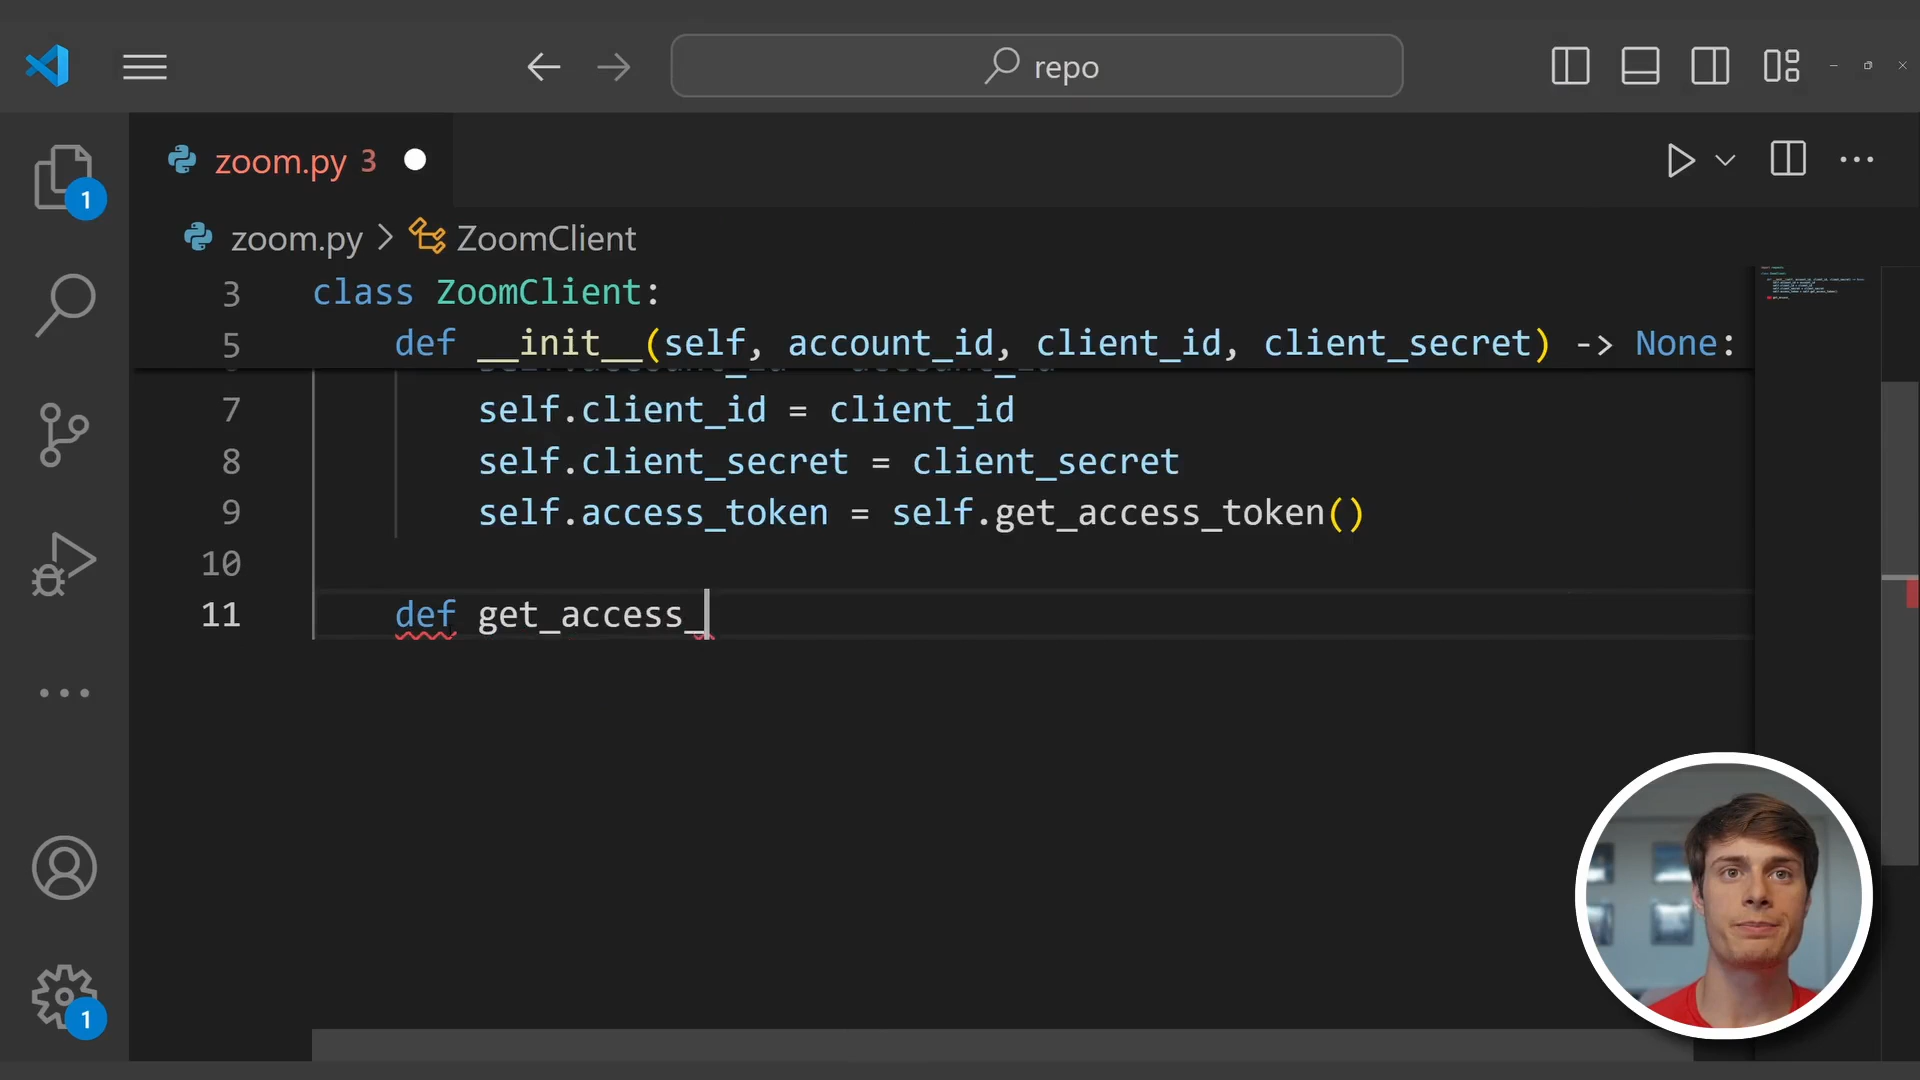 repo
zoom.py 3
zoom.py > ZoomClient
3 class ZoomClient:
5 def __init__(self, account_id, client_id, client_secret) -> None:
7 self.client_id = client_id
8 self.client_secret = client_secret
9 self.access_token = self.get_access_token()
10
11 def get_access_
1
1